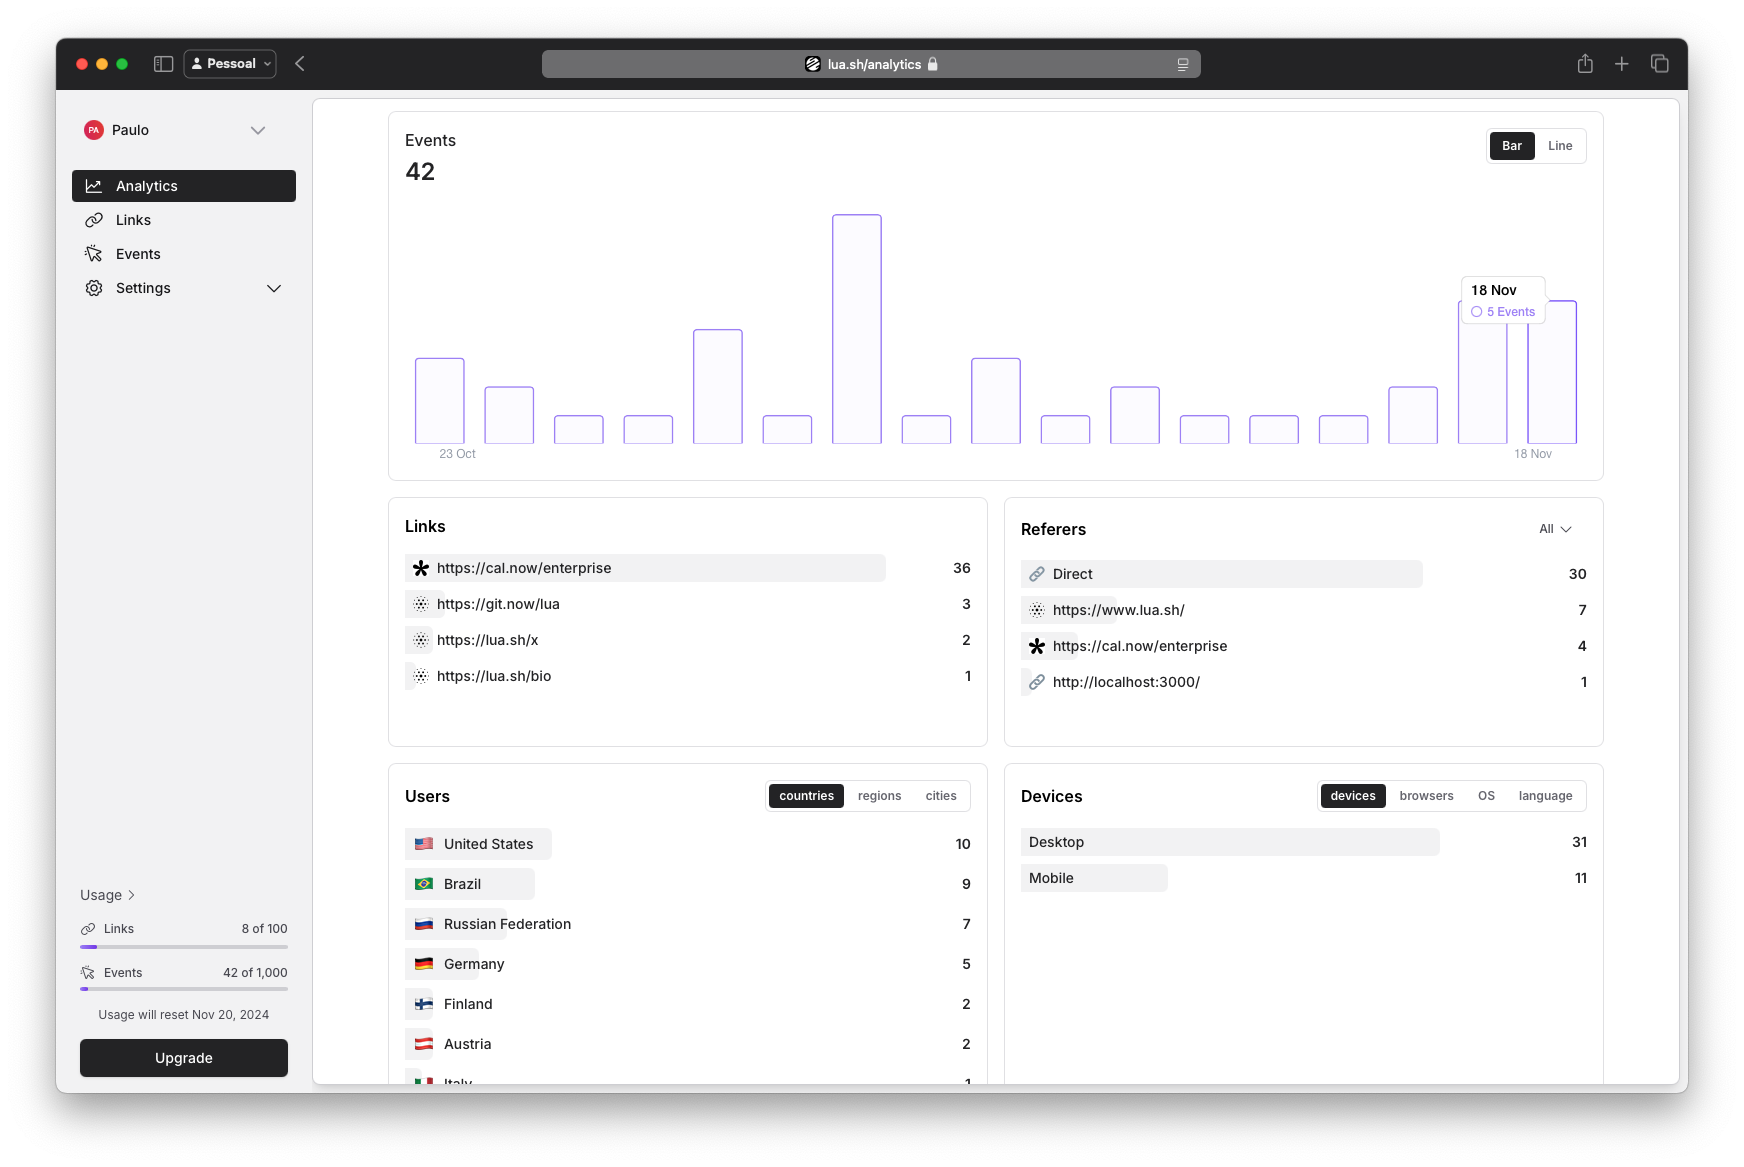 Pessoal
lua.sh/analytics
PA Paulo
Analytics
Links
Events
Settings
Usage
Links 8 of 100
Events 42 of 1,000
Usage will reset Nov 20, 2024
Upgrade
Events
42
Bar Line
18 Nov
5 Events
23 Oct 18 Nov
Links
https://cal.now/enterprise 36
https://git.now/lua 3
https://lua.sh/x 2
https://lua.sh/bio 1
Referers All
Direct 30
https://www.lua.sh/ 7
https://cal.now/enterprise 4
http://localhost:3000/ 1
Users countries regions cities
United States 10
Brazil 9
Russian Federation 7
Germany 5
Finland 2
Austria 2
Italy 1
Devices devices browsers OS language
Desktop 31
Mobile 11